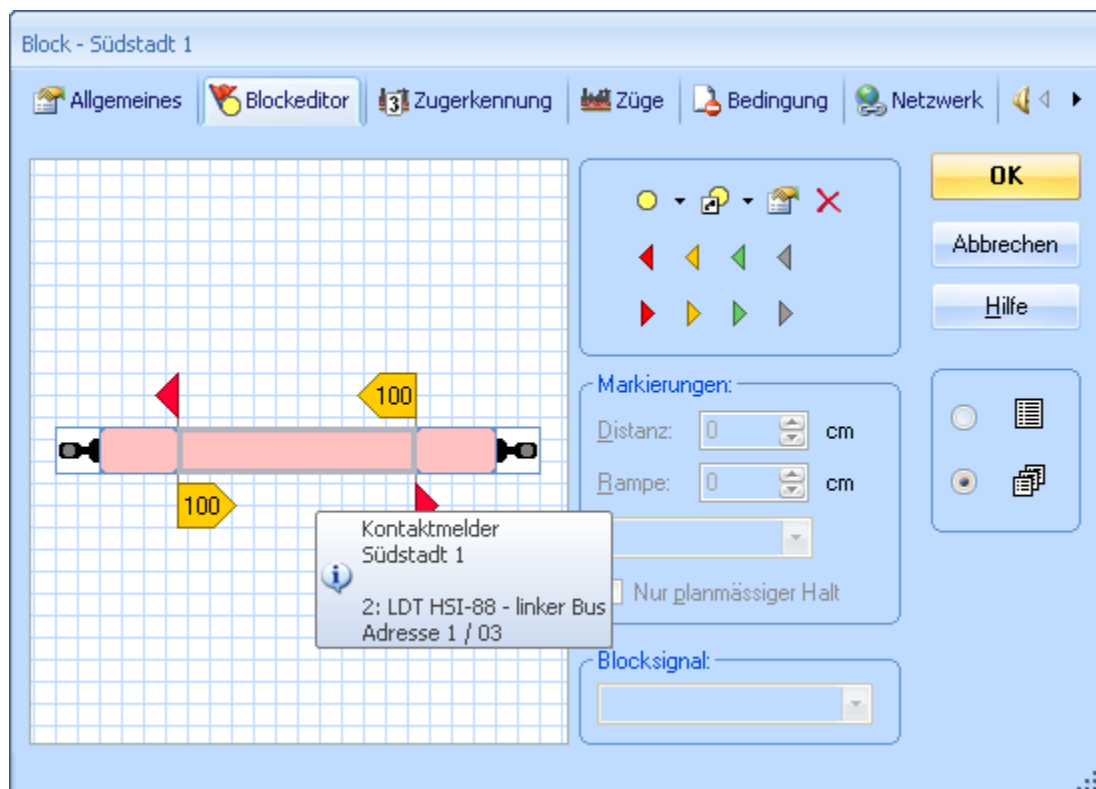 Block - Südstadt 1
Allgemeines
Blockeditor
3
Zugerkennung
Züge
Bedingung
Netzwerk
OK
Abbrechen
Hilfe
Markierungen:
Distanz: 0 cm
Rampe: 0 cm
Nur planmässiger Halt
Blocksignal:
100
100
Kontaktmelder
Südstadt 1
2: LDT HSI-88 - linker Bus
Adresse 1 / 03